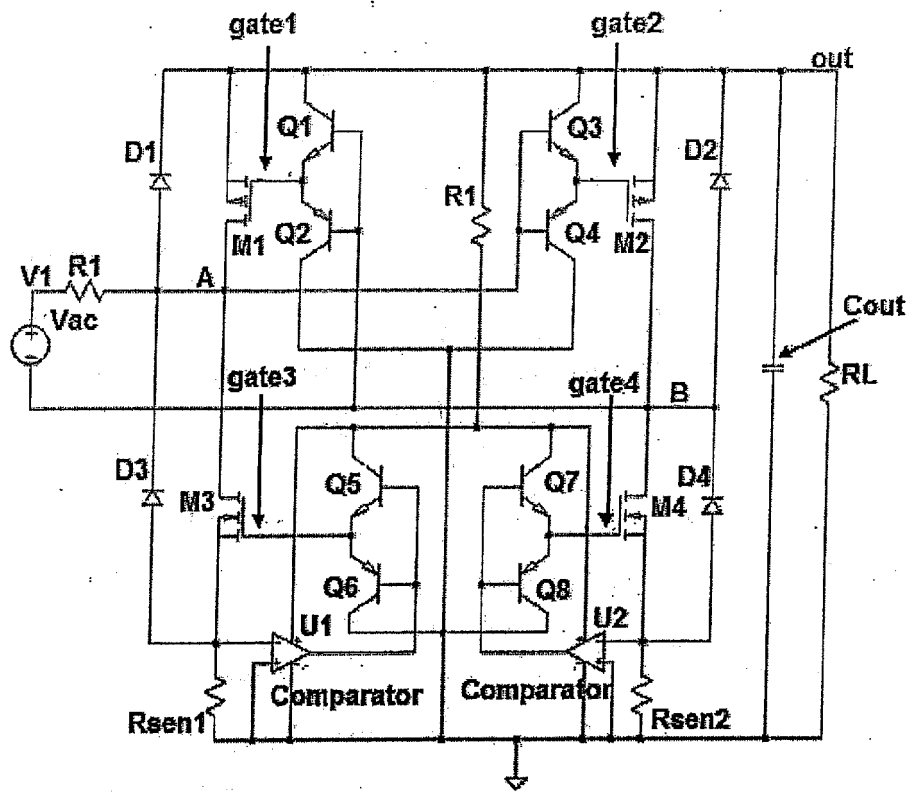 gate1
gate2
out
Q1
Q3
D1
D2
R1
Q2
Q4
M1
M2
V1
R1
A
Vac
Cout
gate3
gate4
RL
B
D3
Q5
Q7
D4
M3
M4
Q6
Q8
U1
U2
Comparator
Comparator
Rsen1
Rsen2